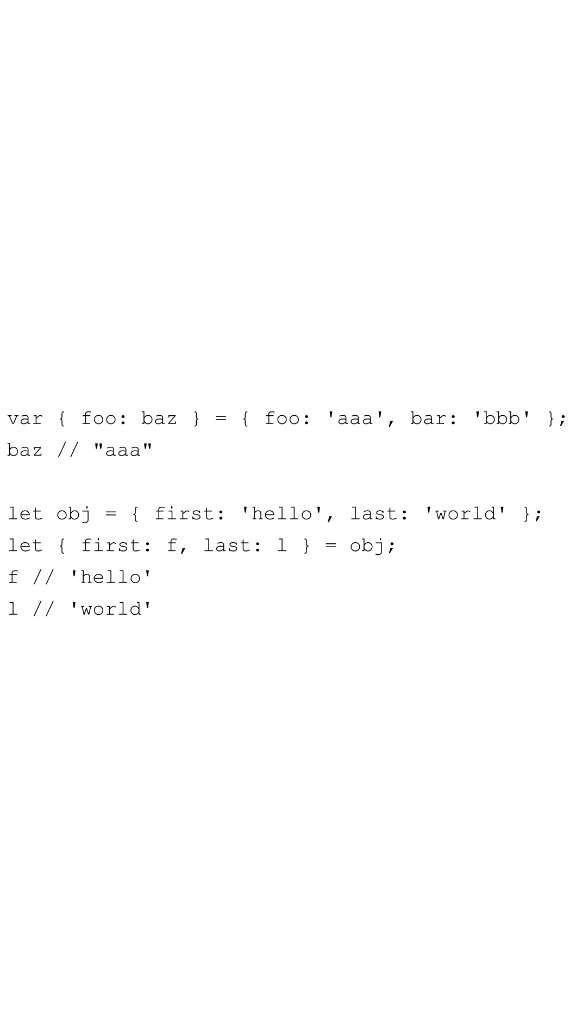 var { foo: baz } = { foo: 'aaa', bar: 'bbb' };
baz // "aaa"

let obj = { first: 'hello', last: 'world' };
let { first: f, last: l } = obj;
f // 'hello'
l // 'world'